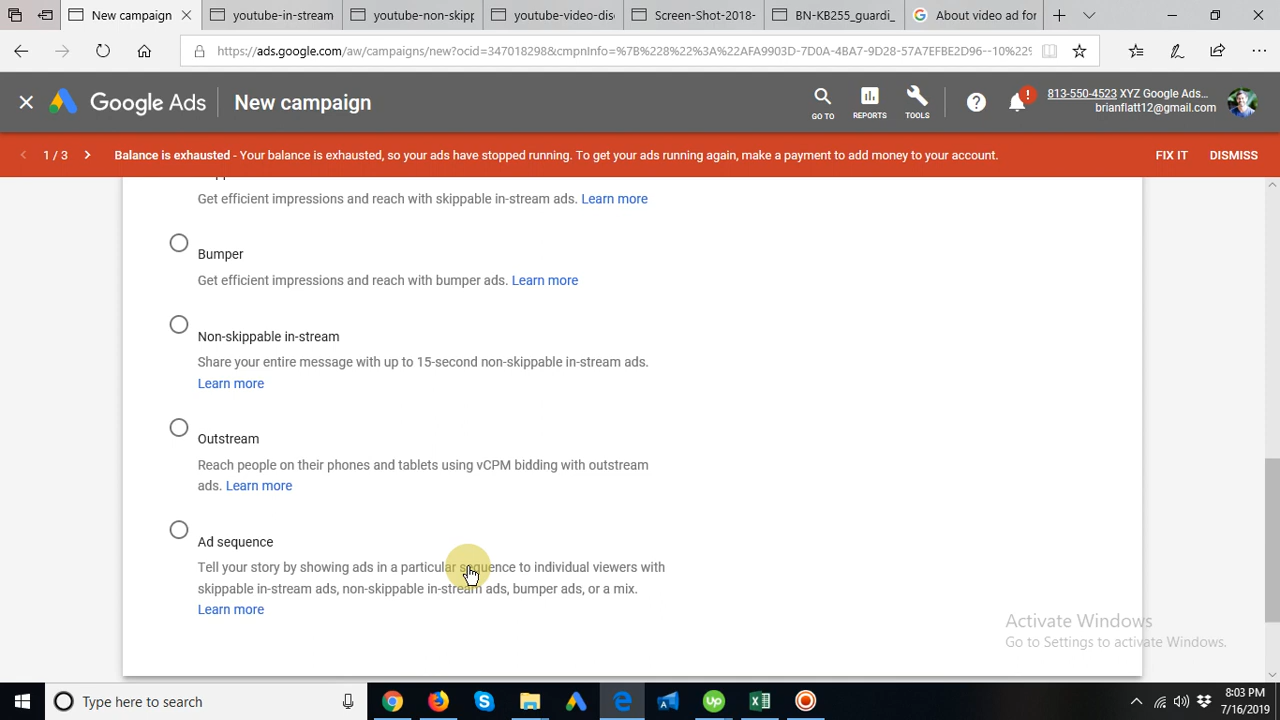 New campaign
youtube-in-stream
youtube-non-skipp
youtube-video-dis
Screen-Shot-2018-
BN-KB255_guardi_
About video ad for
https://ads.google.com/aw/campaigns/new?ocid=347018298&cmpnInfo=%7B%228%22%3A%22AFA9903D-7D0A-4BA7-9D28-57A7EFBE2D96--10%229
Google Ads
New campaign
GO TO
REPORTS
TOOLS
813-550-4523 XYZ Google Ads...
brianflatt12@gmail.com
1 / 3
Balance is exhausted - Your balance is exhausted, so your ads have stopped running. To get your ads running again, make a payment to add money to your account.
FIX IT
DISMISS
Get efficient impressions and reach with skippable in-stream ads. Learn more
Bumper
Get efficient impressions and reach with bumper ads. Learn more
Non-skippable in-stream
Share your entire message with up to 15-second non-skippable in-stream ads.
Learn more
Outstream
Reach people on their phones and tablets using vCPM bidding with outstream
ads. Learn more
Ad sequence
Tell your story by showing ads in a particular sequence to individual viewers with
skippable in-stream ads, non-skippable in-stream ads, bumper ads, or a mix.
Learn more
Activate Windows
Go to Settings to activate Windows.
Type here to search
8:03 PM
7/16/2019